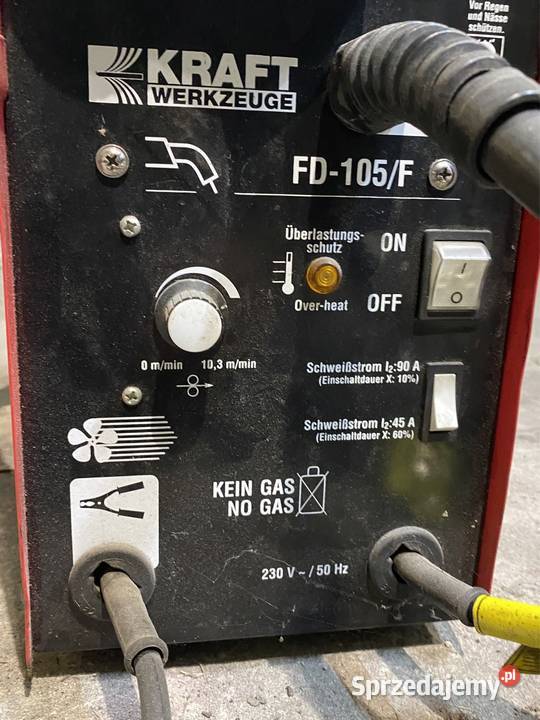 Vor Regen
und Nässe
schützen.
KRAFT
WERKZEUGE
FD-105/F
Überlastungs-
schutz
ON
Over-heat
OFF
0 m/min 10,3 m/min
Schweißstrom I₂:90 A
(Einschaltdauer X: 10%)
Schweißstrom I₂:45 A
(Einschaltdauer X: 60%)
KEIN GAS
NO GAS
230 V ~ / 50 Hz
Sprzedajemy.pl